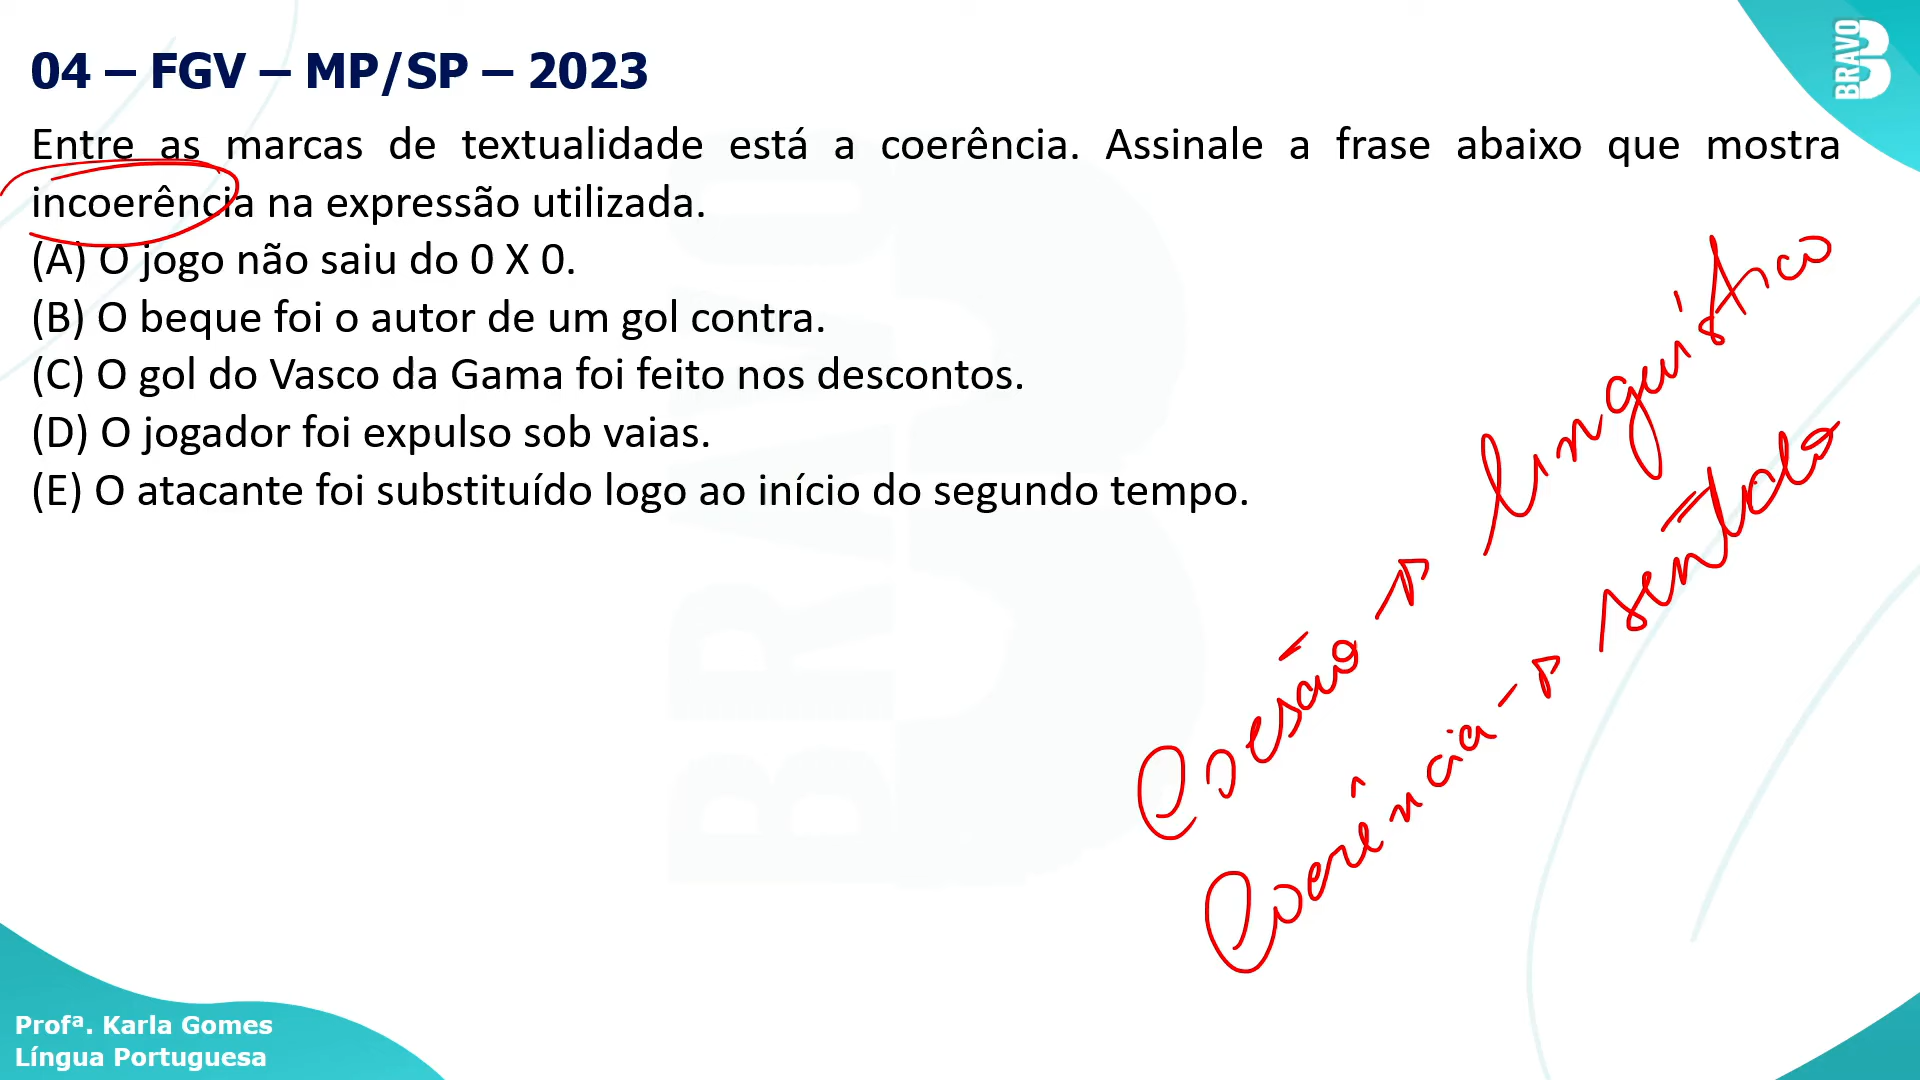 04 – FGV – MP/SP – 2023
BRAVO
Entre as marcas de textualidade está a coerência. Assinale a frase abaixo que mostra
incoerência na expressão utilizada.
(A) O jogo não saiu do 0 X 0.
(B) O beque foi o autor de um gol contra.
(C) O gol do Vasco da Gama foi feito nos descontos.
(D) O jogador foi expulso sob vaias.
(E) O atacante foi substituído logo ao início do segundo tempo.
BRAVO
Coesão → linguístico
Coerência → sentido
Profª. Karla Gomes
Língua Portuguesa